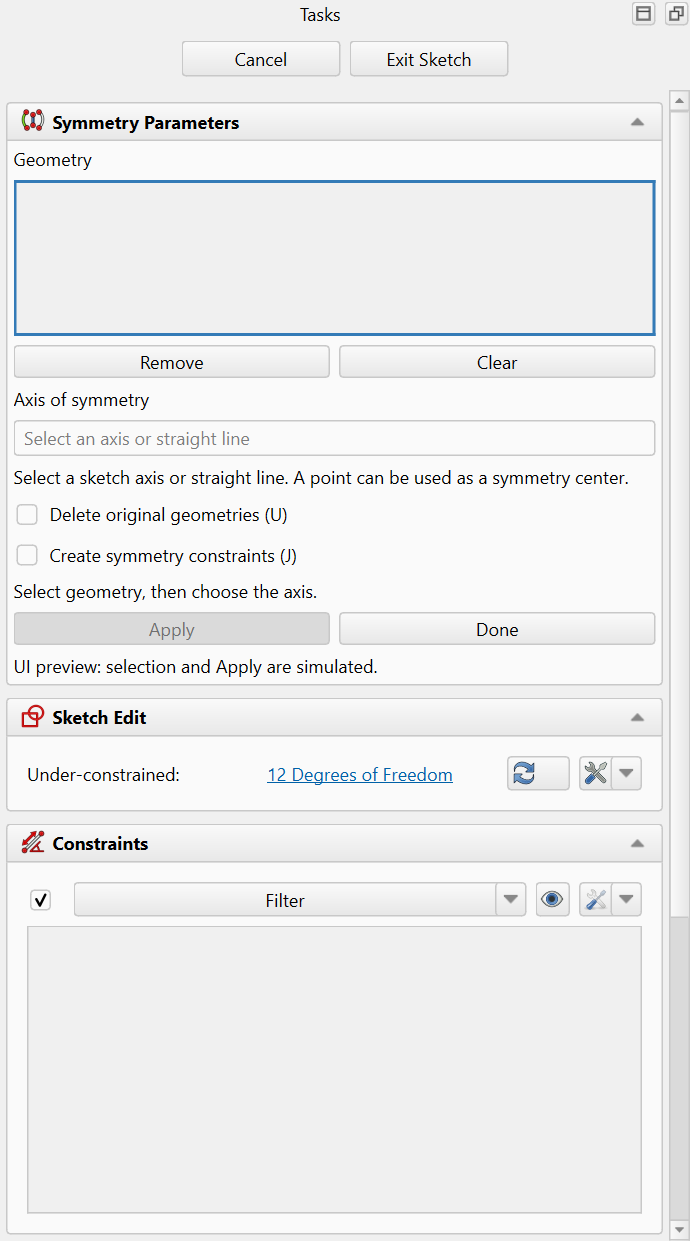 Tasks
Cancel
Exit Sketch
Symmetry Parameters
Geometry
Remove
Clear
Axis of symmetry
Select an axis or straight line
Select a sketch axis or straight line. A point can be used as a symmetry center.
Delete original geometries (U)
Create symmetry constraints (J)
Select geometry, then choose the axis.
Apply
Done
UI preview: selection and Apply are simulated.
Sketch Edit
Under-constrained:
12 Degrees of Freedom
Constraints
Filter